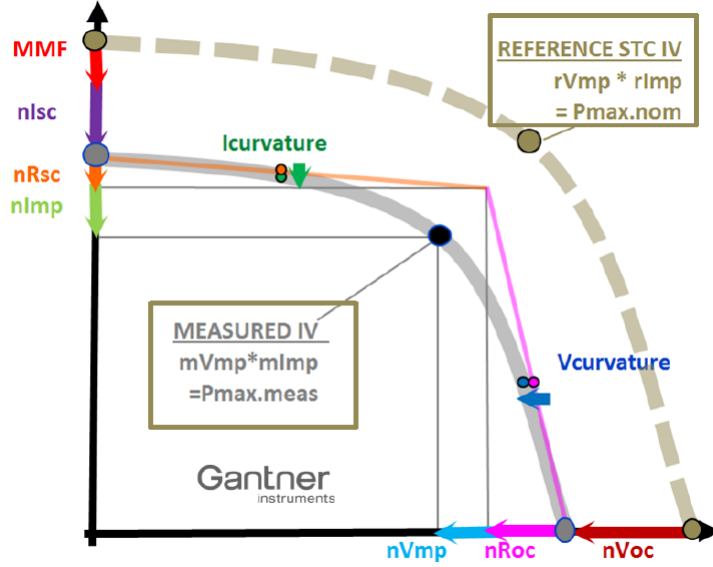 MMF
REFERENCE STC IV
rVmp * rImp
= Pmax.nom
nIsc
Icurvature
nRsc
nImp
MEASURED IV
mVmp*mImp
=Pmax.meas
Vcurvature
Gantner
instruments
nVmp
nRoc
nVoc